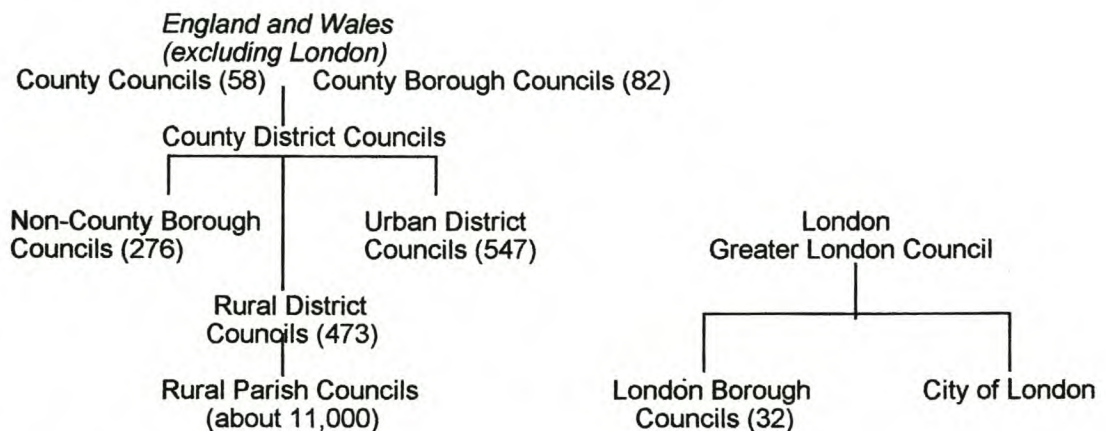 England and Wales
(excluding London)
County Councils (58)
County Borough Councils (82)
County District Councils
Non-County Borough
Councils (276)
Urban District
Councils (547)
Rural District
Councils (473)
Rural Parish Councils
(about 11,000)
London
Greater London Council
London Borough
Councils (32)
City of London